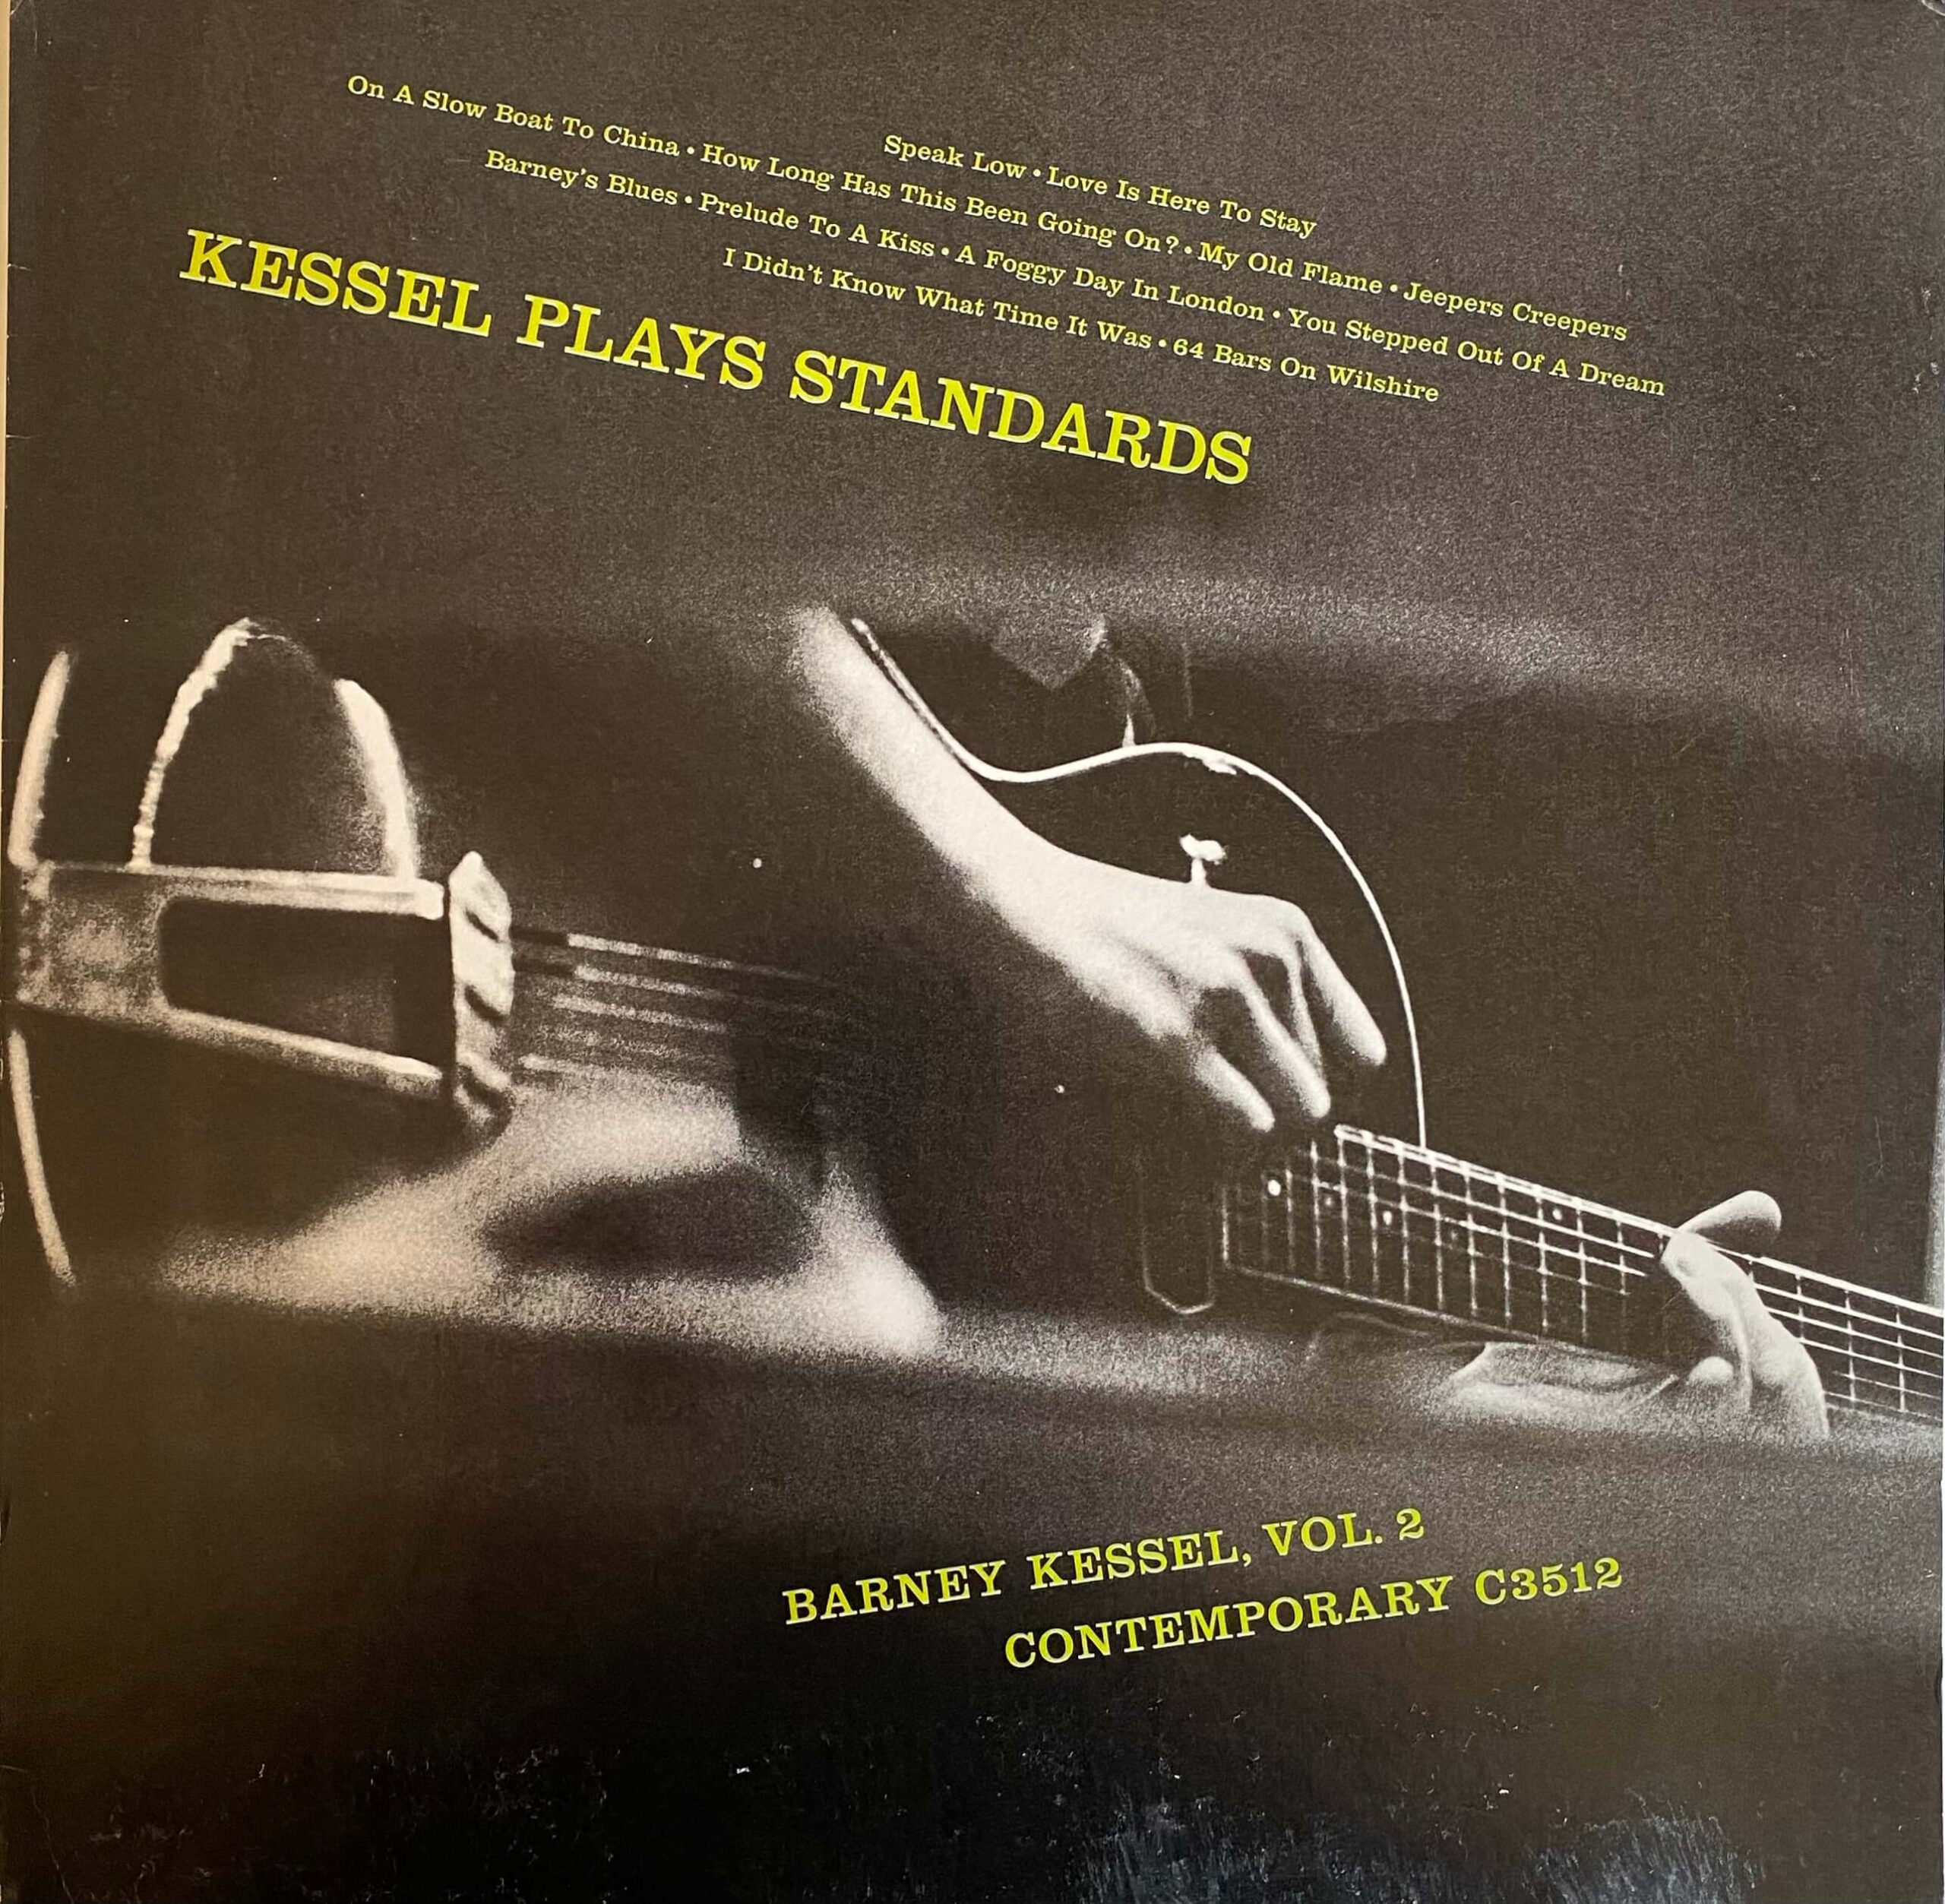 Speak Low • Love Is Here To Stay
On A Slow Boat To China • How Long Has This Been Going On? • My Old Flame • Jeepers Creepers
Barney's Blues • Prelude To A Kiss • A Foggy Day In London • You Stepped Out Of A Dream
I Didn't Know What Time It Was • 64 Bars On Wilshire
KESSEL PLAYS STANDARDS
BARNEY KESSEL, VOL. 2
CONTEMPORARY C3512